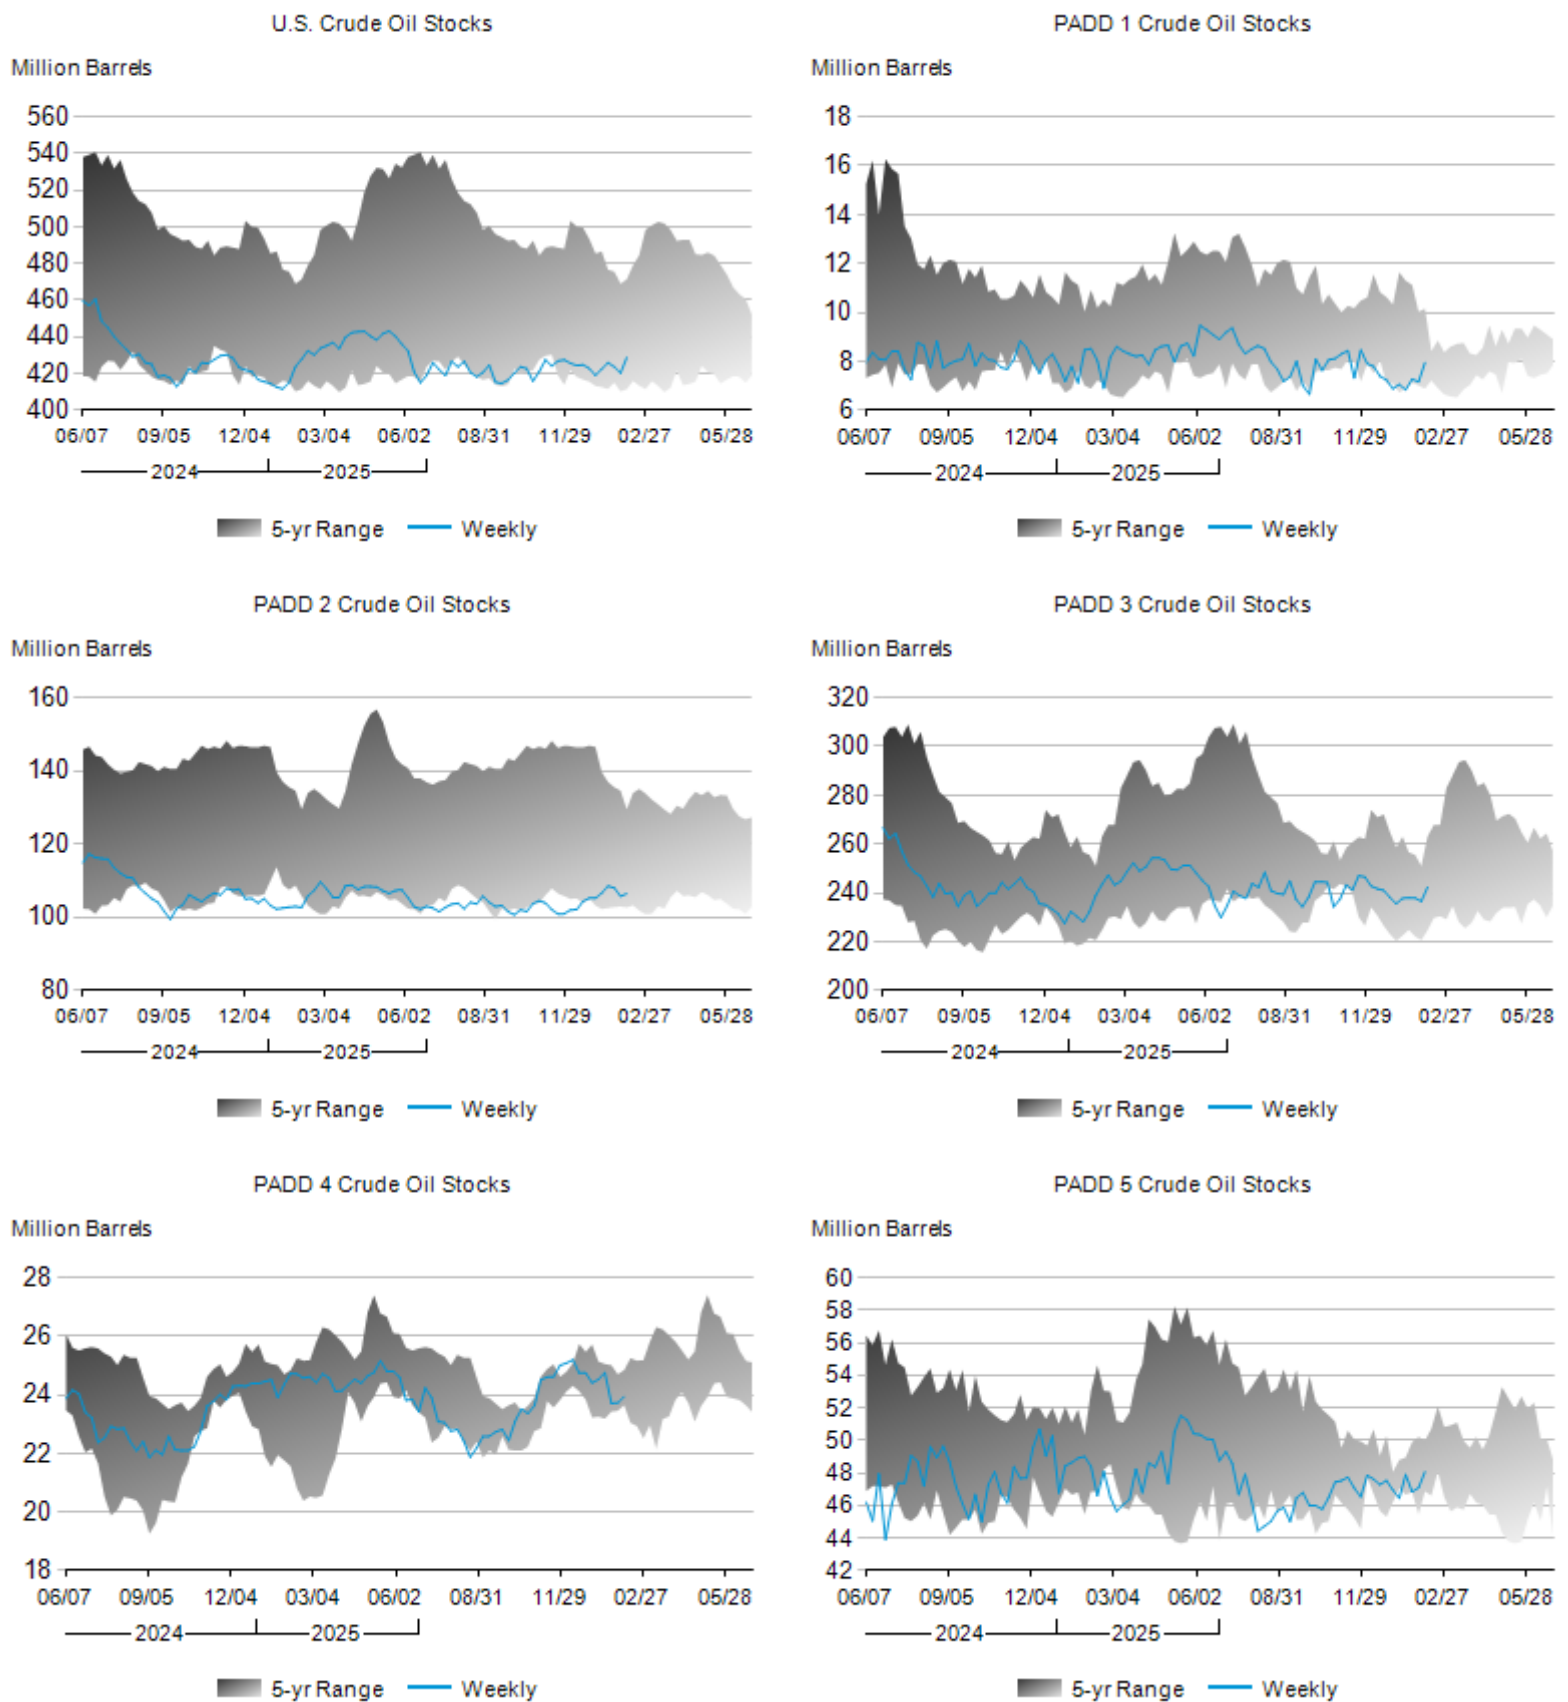 U.S. Crude Oil Stocks
Million Barrels
560
540
520
500
480
460
440
420
400
06/07 09/05 12/04 03/04 06/02 08/31 11/29 02/27 05/28
2024 2025
5-yr Range Weekly
PADD 1 Crude Oil Stocks
Million Barrels
18
16
14
12
10
8
6
06/07 09/05 12/04 03/04 06/02 08/31 11/29 02/27 05/28
2024 2025
5-yr Range Weekly
PADD 2 Crude Oil Stocks
Million Barrels
160
140
120
100
80
06/07 09/05 12/04 03/04 06/02 08/31 11/29 02/27 05/28
2024 2025
5-yr Range Weekly
PADD 3 Crude Oil Stocks
Million Barrels
320
300
280
260
240
220
200
06/07 09/05 12/04 03/04 06/02 08/31 11/29 02/27 05/28
2024 2025
5-yr Range Weekly
PADD 4 Crude Oil Stocks
Million Barrels
28
26
24
22
20
18
06/07 09/05 12/04 03/04 06/02 08/31 11/29 02/27 05/28
2024 2025
5-yr Range Weekly
PADD 5 Crude Oil Stocks
Million Barrels
60
58
56
54
52
50
48
46
44
42
06/07 09/05 12/04 03/04 06/02 08/31 11/29 02/27 05/28
2024 2025
5-yr Range Weekly